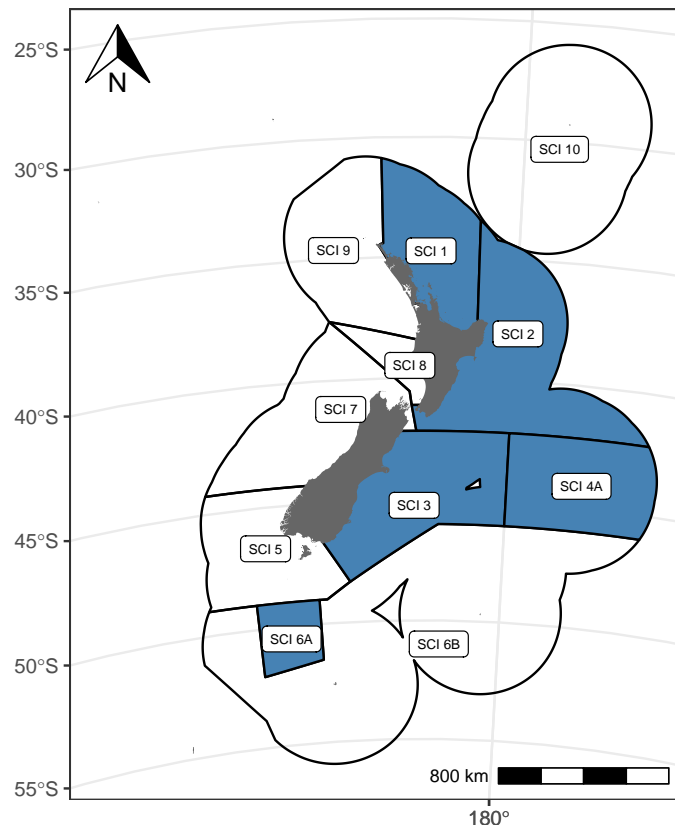 25°S
N
SCI 10
30°S
SCI 9
SCI 1
35°S
SCI 2
SCI 8
SCI 7
40°S
SCI 4A
SCI 3
45°S
SCI 5
SCI 6A
SCI 6B
50°S
800 km
55°S
180°